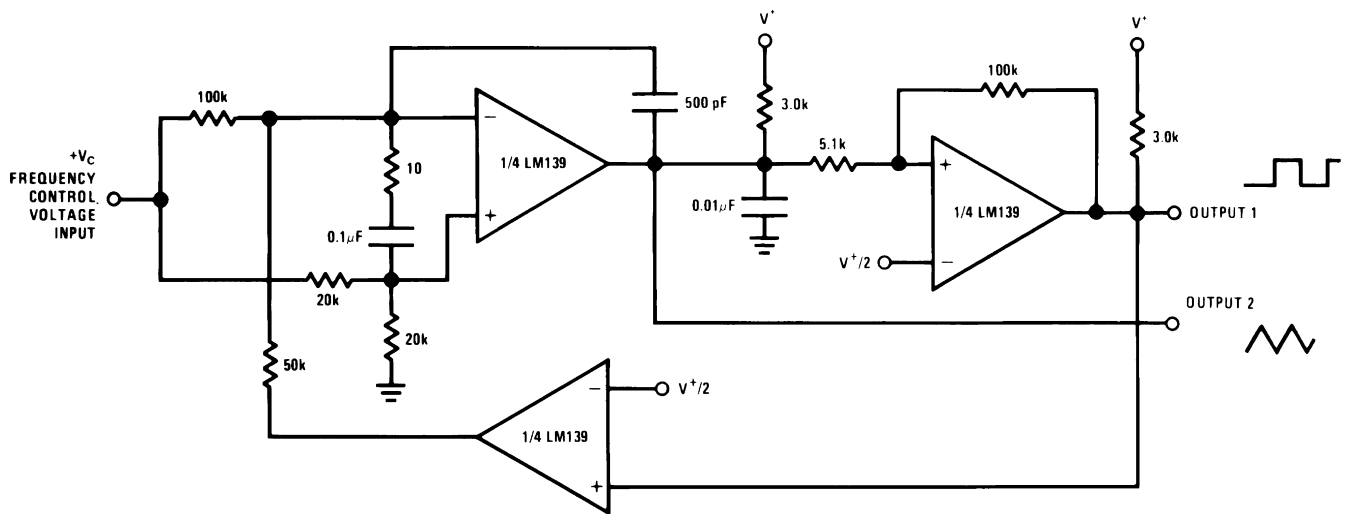 V⁺
V⁺
100k
100k
500 pF
3.0k
3.0k
5.1k
−
1/4 LM139
+
10
+
1/4 LM139
−
+VC
FREQUENCY
CONTROL
VOLTAGE
INPUT
0.1μF
0.01μF
OUTPUT 1
V⁺/2
20k
OUTPUT 2
20k
50k
−
V⁺/2
1/4 LM139
+